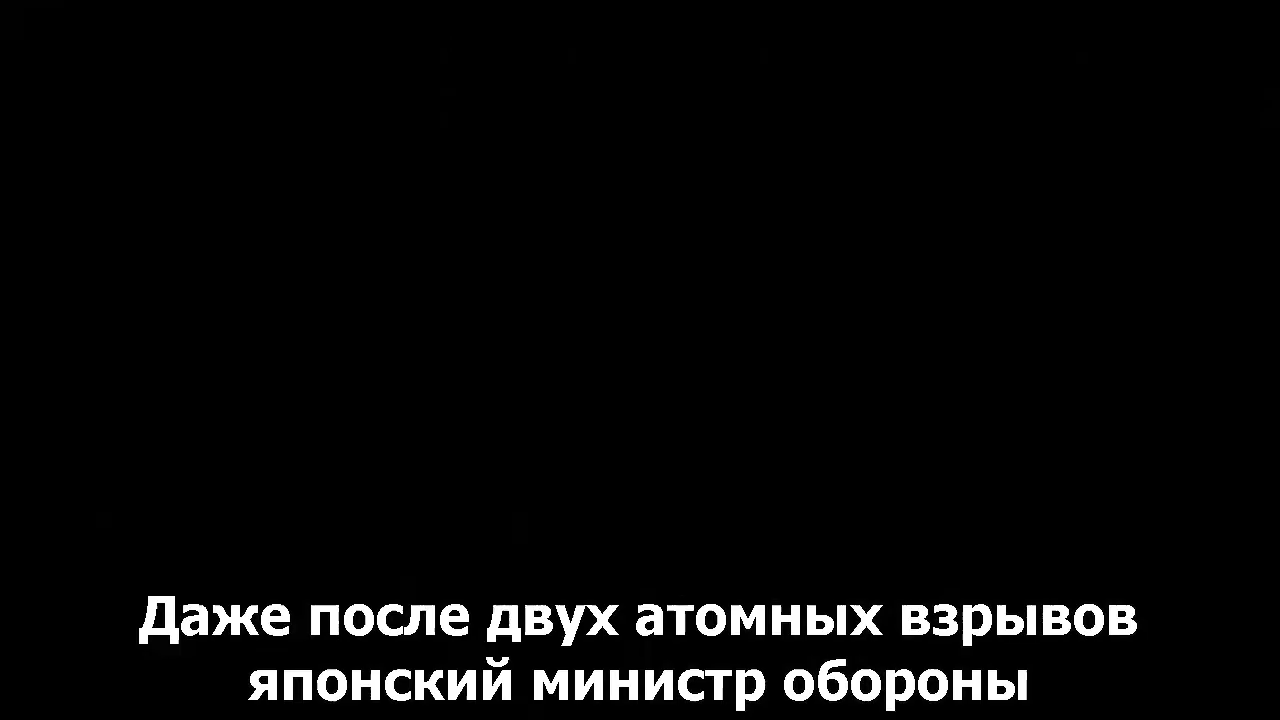 Даже после двух атомных взрывов
японский министр обороны